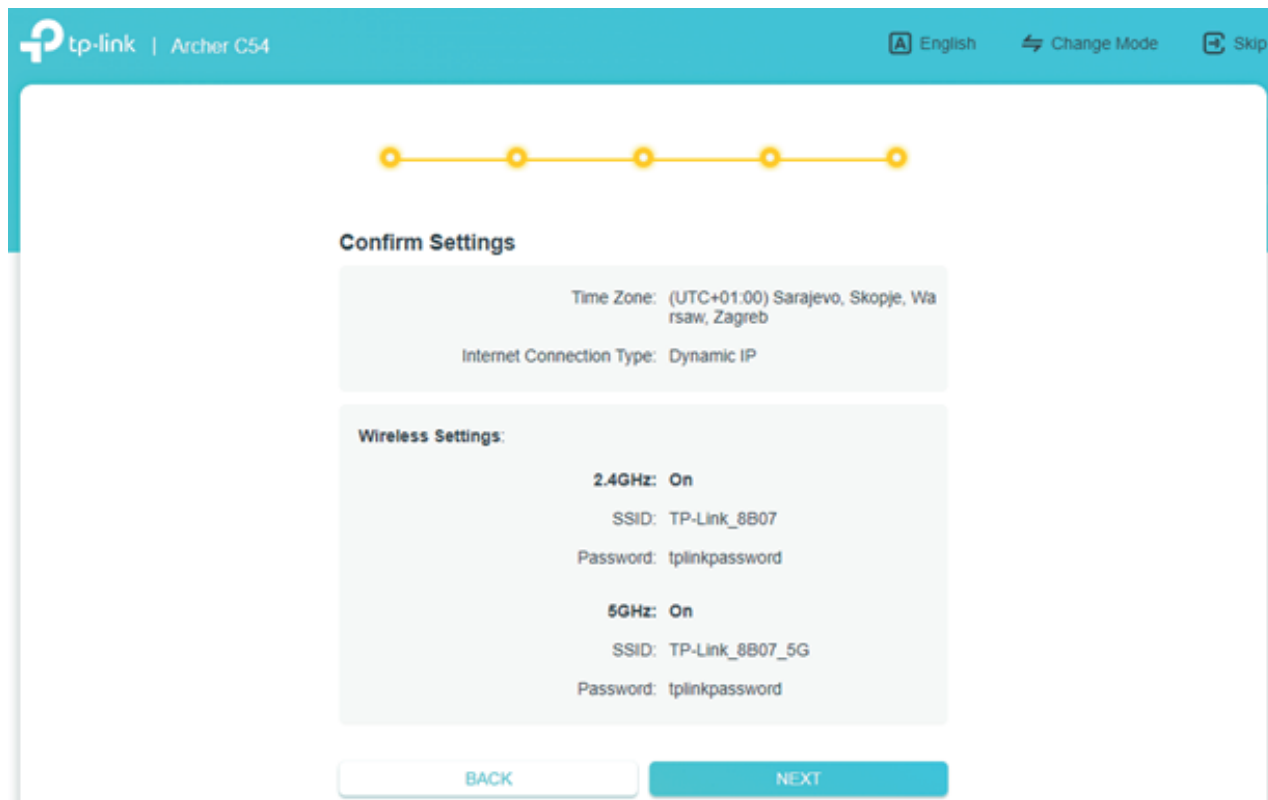 tp-link | Archer C54
English
Change Mode
Skip
Confirm Settings
Time Zone: (UTC+01:00) Sarajevo, Skopje, Wa
rsaw, Zagreb
Internet Connection Type: Dynamic IP
Wireless Settings:
2.4GHz: On
SSID: TP-Link_8B07
Password: tplinkpassword
5GHz: On
SSID: TP-Link_8B07_5G
Password: tplinkpassword
BACK
NEXT